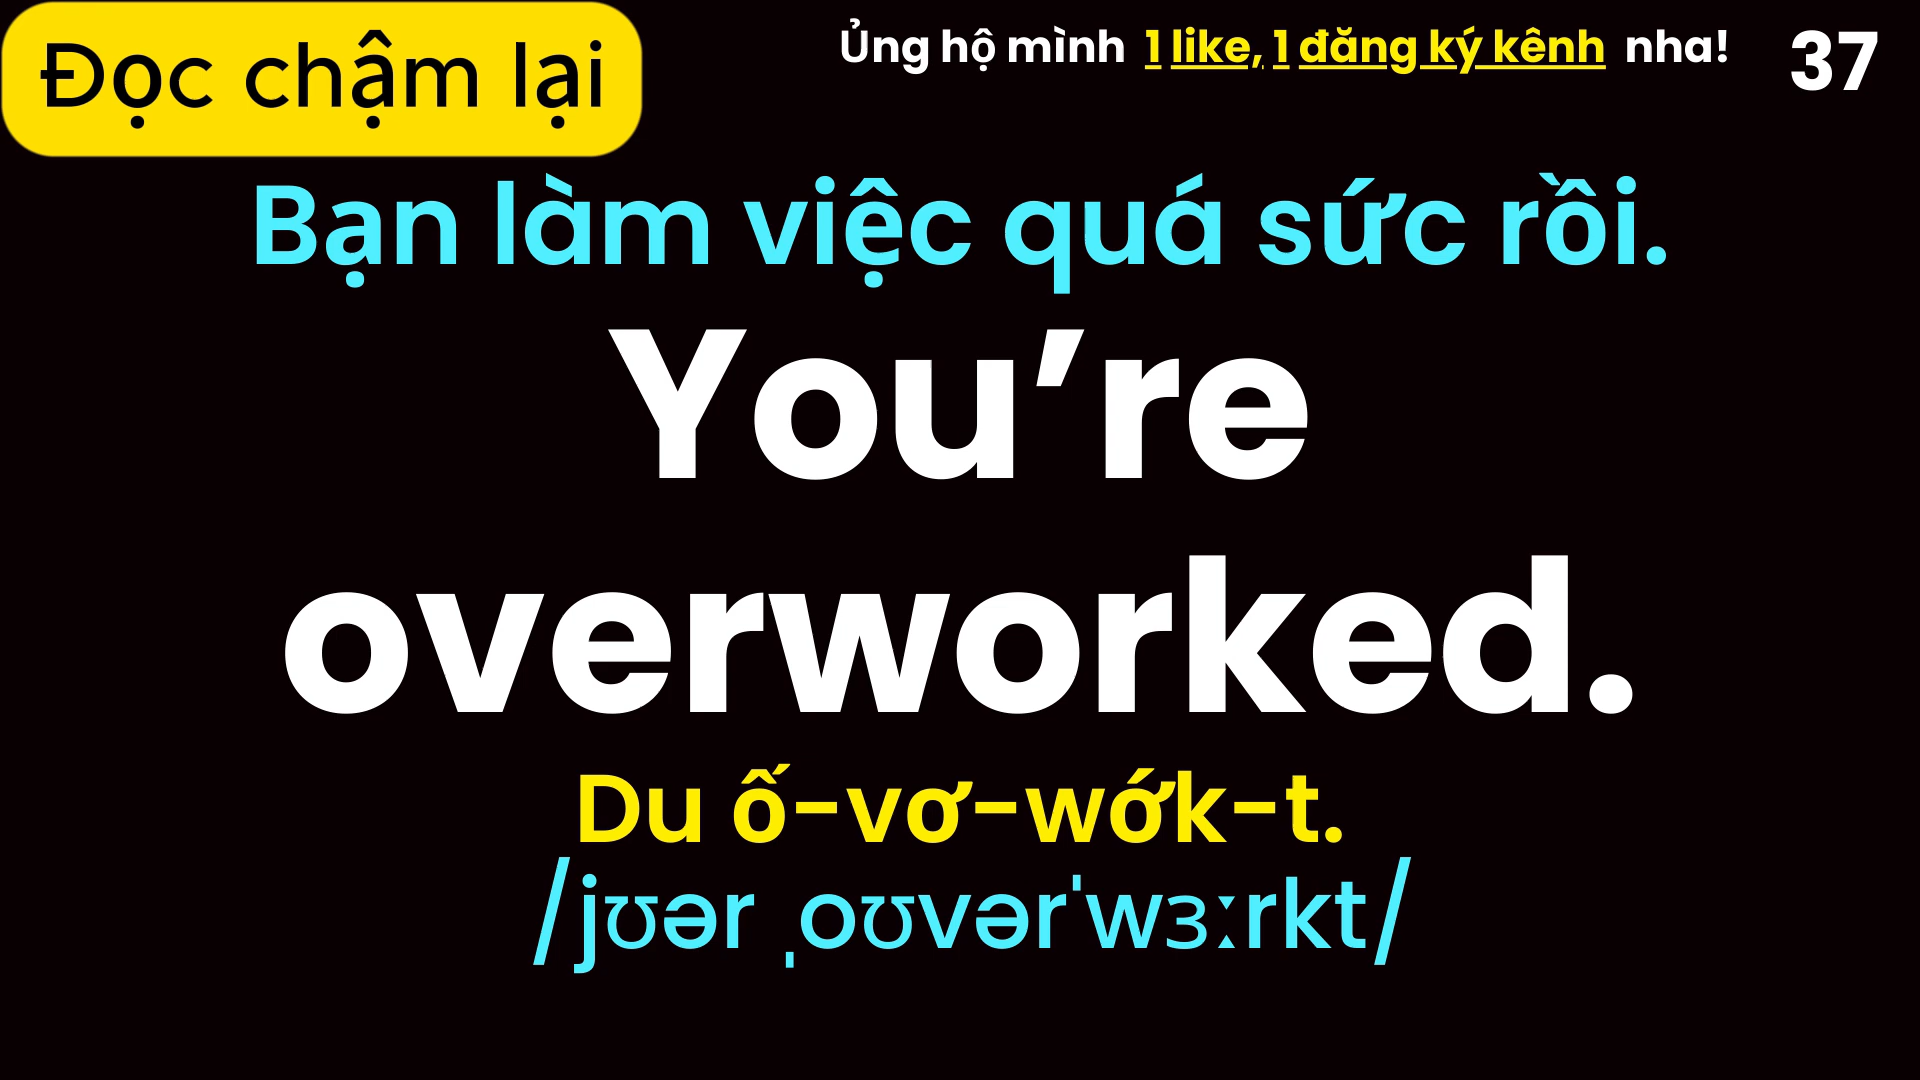 Đọc chậm lại
Ủng hộ mình 1 like, 1 đăng ký kênh nha!
37
Bạn làm việc quá sức rồi.
You’re
overworked.
Du ố-vơ-wớk-t.
/jʊər ˌoʊvərˈwɜːrkt/